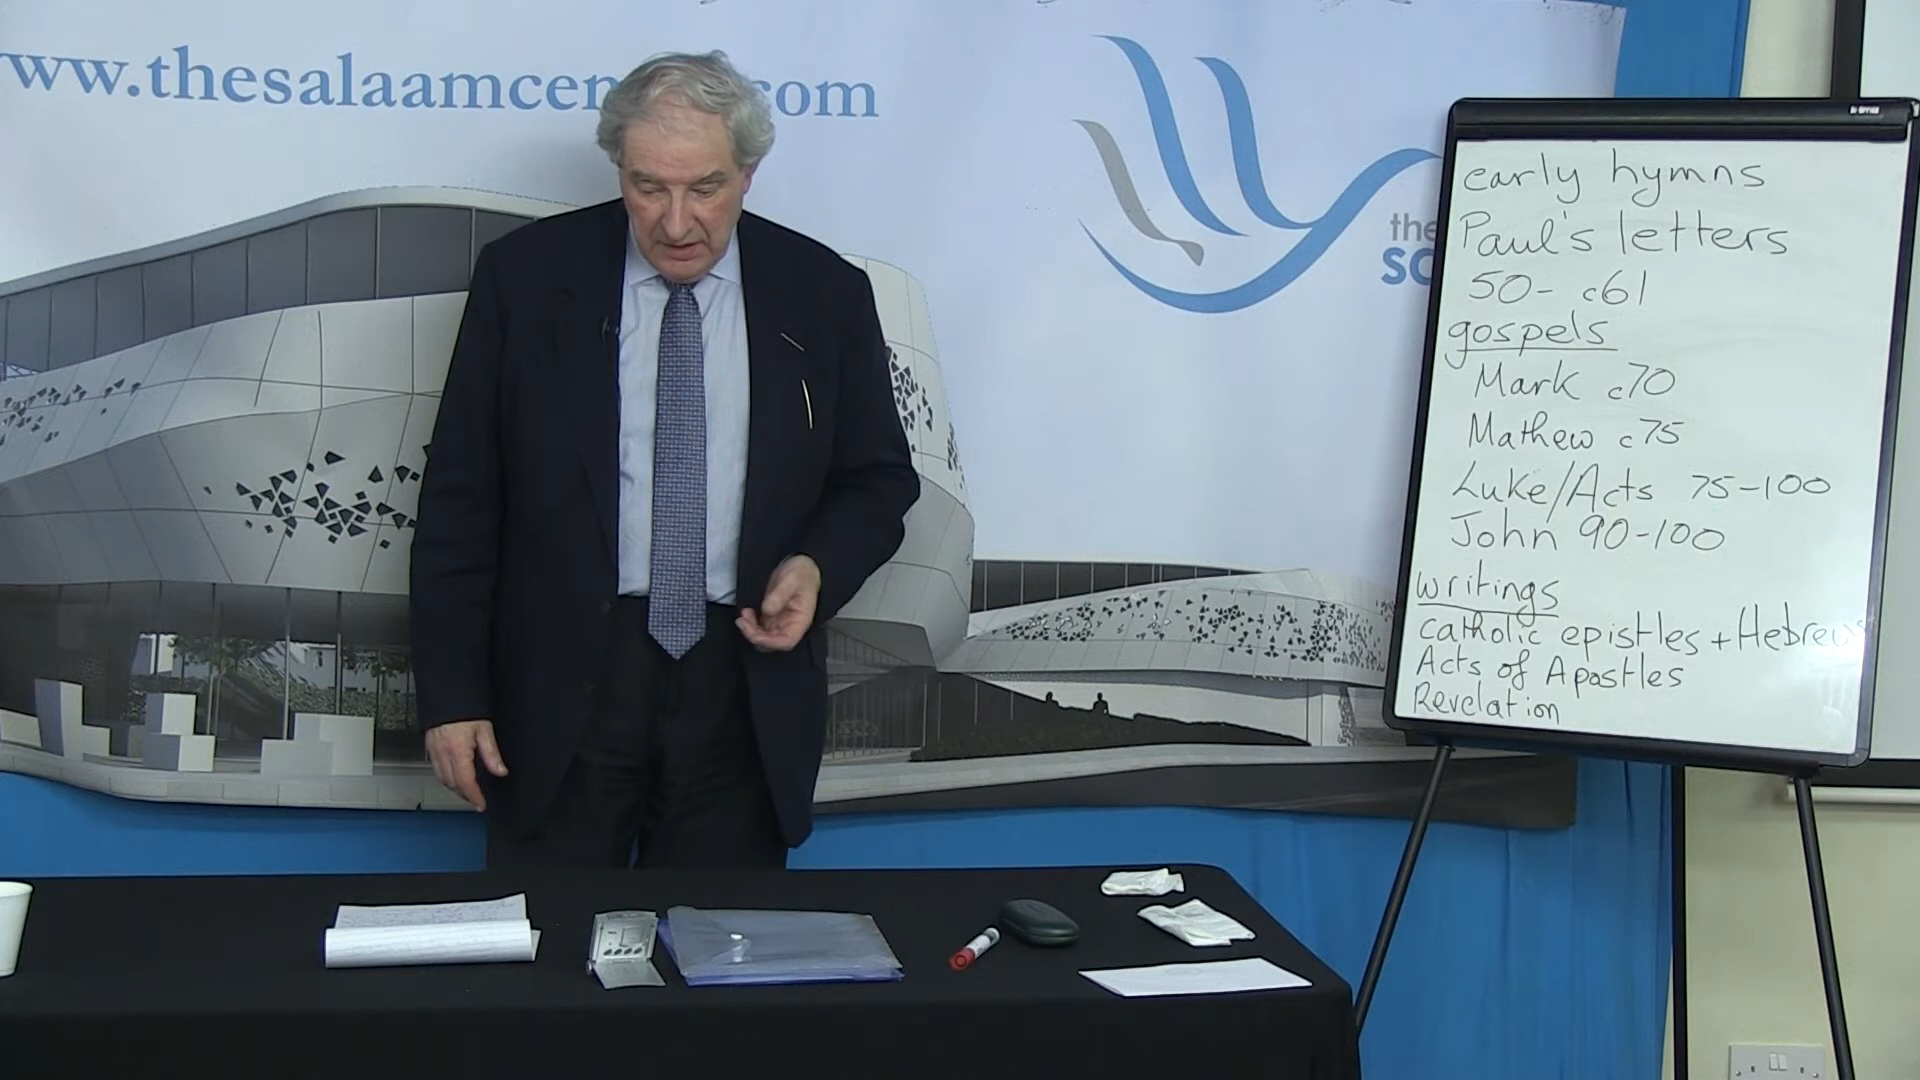 www.thesalaamcen
com
the
sc
early hymns
Paul's letters
50- c61
gospels
Mark c70
Mathew c75
Luke/Acts 75-100
John 90-100
writings
catholic epistles + Hebrews
Acts of Apostles
Revelation